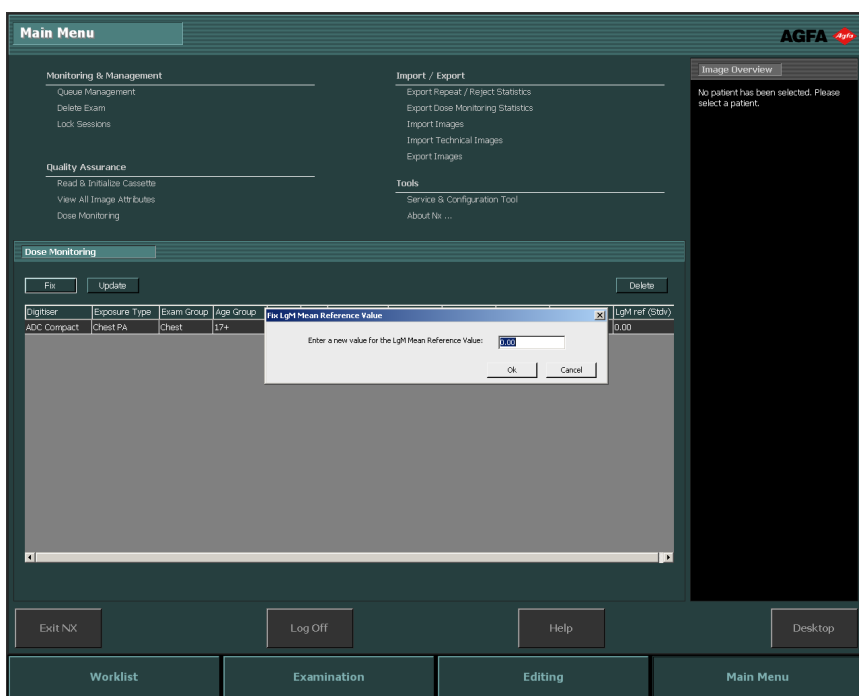 Main Menu
AGFA Agfa
Monitoring & Management
Queue Management
Delete Exam
Lock Sessions
Quality Assurance
Read & Initialize Cassette
View All Image Attributes
Dose Monitoring
Import / Export
Export Repeat / Reject Statistics
Export Dose Monitoring Statistics
Import Images
Import Technical Images
Export Images
Tools
Service & Configuration Tool
About Nx ...
Image Overview
No patient has been selected. Please
select a patient.
Dose Monitoring
Fix Update Delete
Digitiser Exposure Type Exam Group Age Group LgM ref (Stdv)
ADC Compact Chest PA Chest 17+ 0.00
Fix LgM Mean Reference Value
Enter a new value for the LgM Mean Reference Value: 0.00
Ok Cancel
Exit NX Log Off Help Desktop
Worklist Examination Editing Main Menu